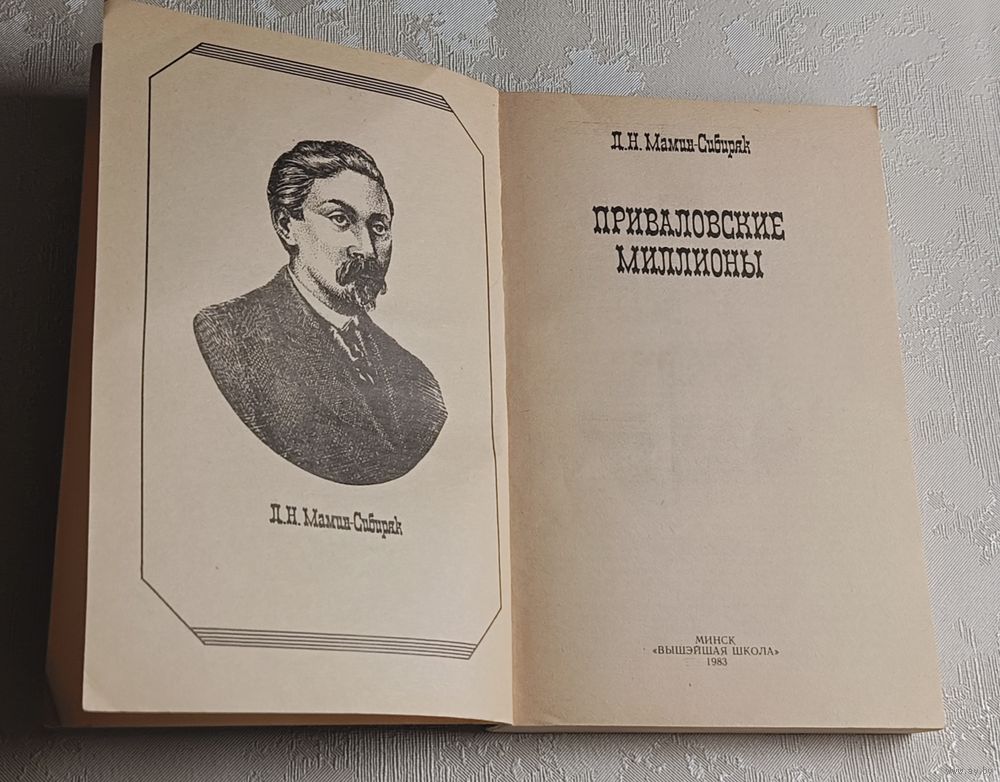 Д.Н. Мамин-Сибиряк
Д.Н. Мамин-Сибиряк
ПРИВАЛОВСКИЕ
МИЛЛИОНЫ
МИНСК
«ВЫШЭЙШАЯ ШКОЛА»
1983